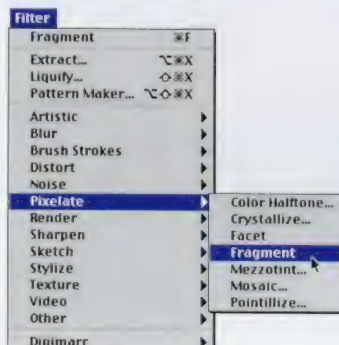 Filter
Fragment ⌘F
Extract... ⌥⌘X
Liquify... ⇧⌘X
Pattern Maker... ⌥⇧⌘X
Artistic
Blur
Brush Strokes
Distort
Noise
Pixelate
Render
Sharpen
Sketch
Stylize
Texture
Video
Other
Digimarc
Color Halftone...
Crystallize...
Facet
Fragment
Mezzotint...
Mosaic...
Pointillize...